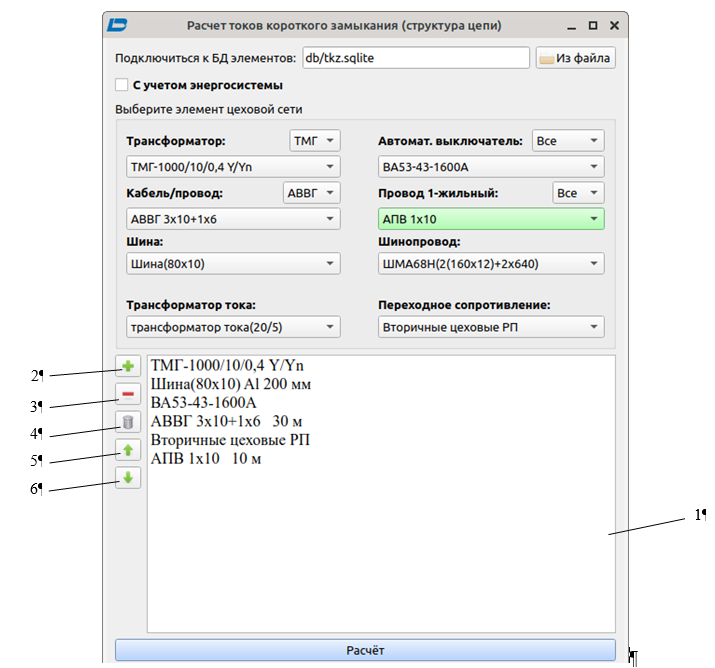 Расчет токов короткого замыкания (структура цепи)
Подключиться к БД элементов: db/tkz.sqlite Из файла
С учетом энергосистемы
Выберите элемент цеховой сети
Трансформатор: ТМГ Автомат. выключатель: Все
ТМГ-1000/10/0,4 Y/Yn ВА53-43-1600А
Кабель/провод: АВВГ Провод 1-жильный: Все
АВВГ 3х10+1х6 АПВ 1х10
Шина: Шинопровод:
Шина(80х10) ШМА68Н(2(160х12)+2х640)
Трансформатор тока: Переходное сопротивление:
трансформатор тока(20/5) Вторичные цеховые РП
ТМГ-1000/10/0,4 Y/Yn
2¶ Шина(80х10) Al 200 мм
3¶ ВА53-43-1600А
4¶ АВВГ 3х10+1х6 30 м
Вторичные цеховые РП
5¶ АПВ 1х10 10 м
6¶
1¶
Расчёт ¶